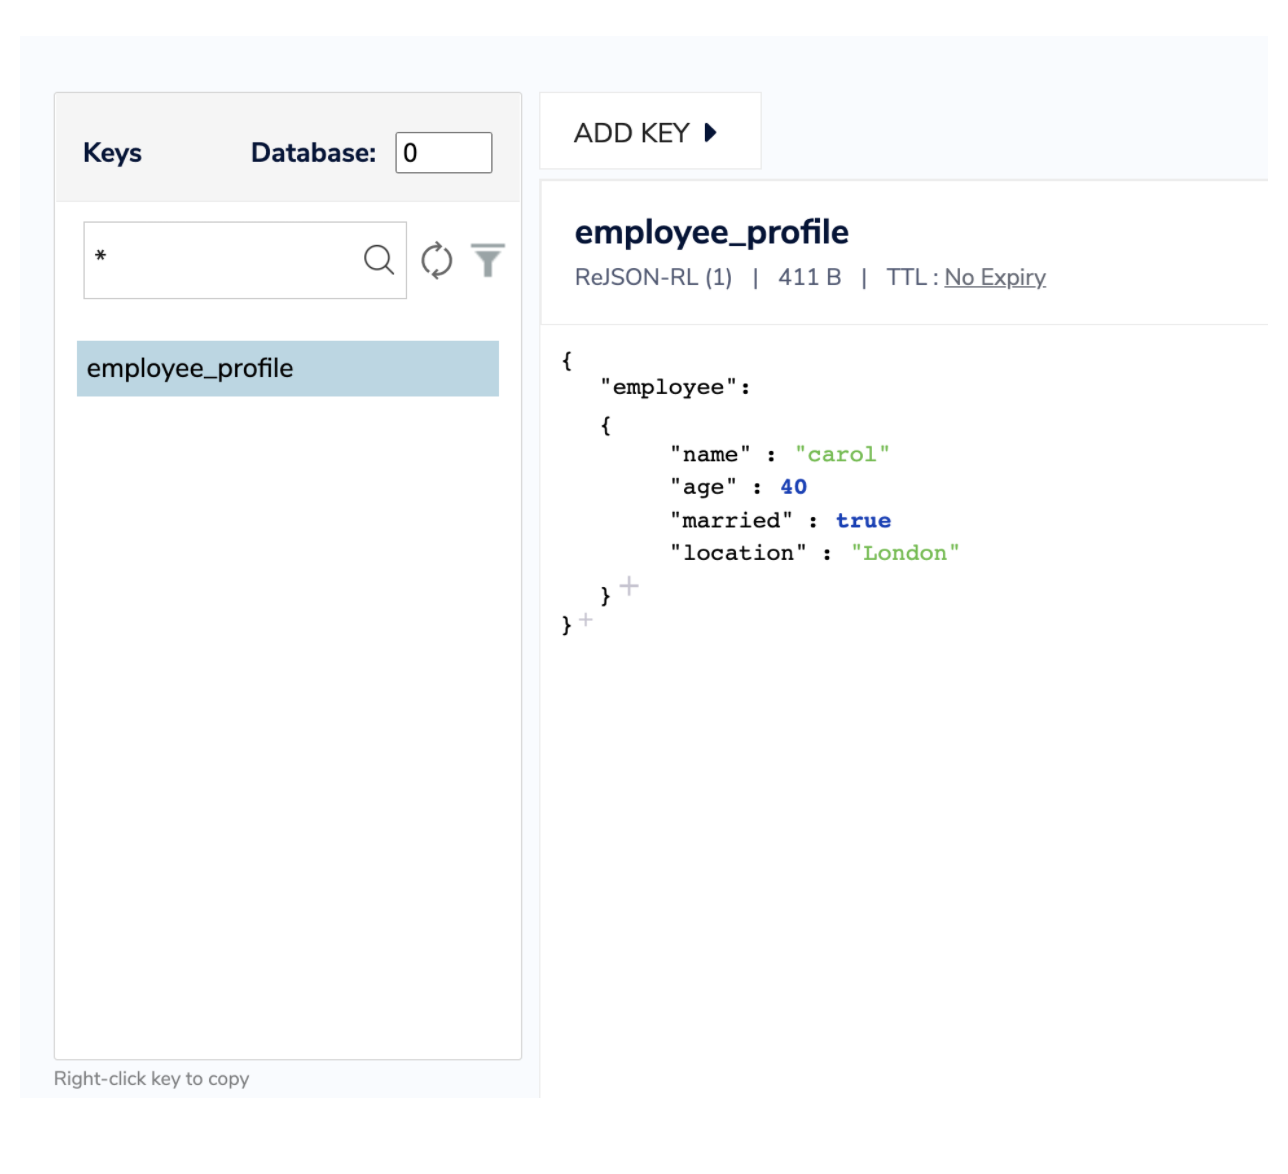 Keys Database: 0
*
employee_profile
Right-click key to copy
ADD KEY
employee_profile
ReJSON-RL (1) | 411 B | TTL : No Expiry
{
"employee":
{
"name" : "carol"
"age" : 40
"married" : true
"location" : "London"
} +
} +